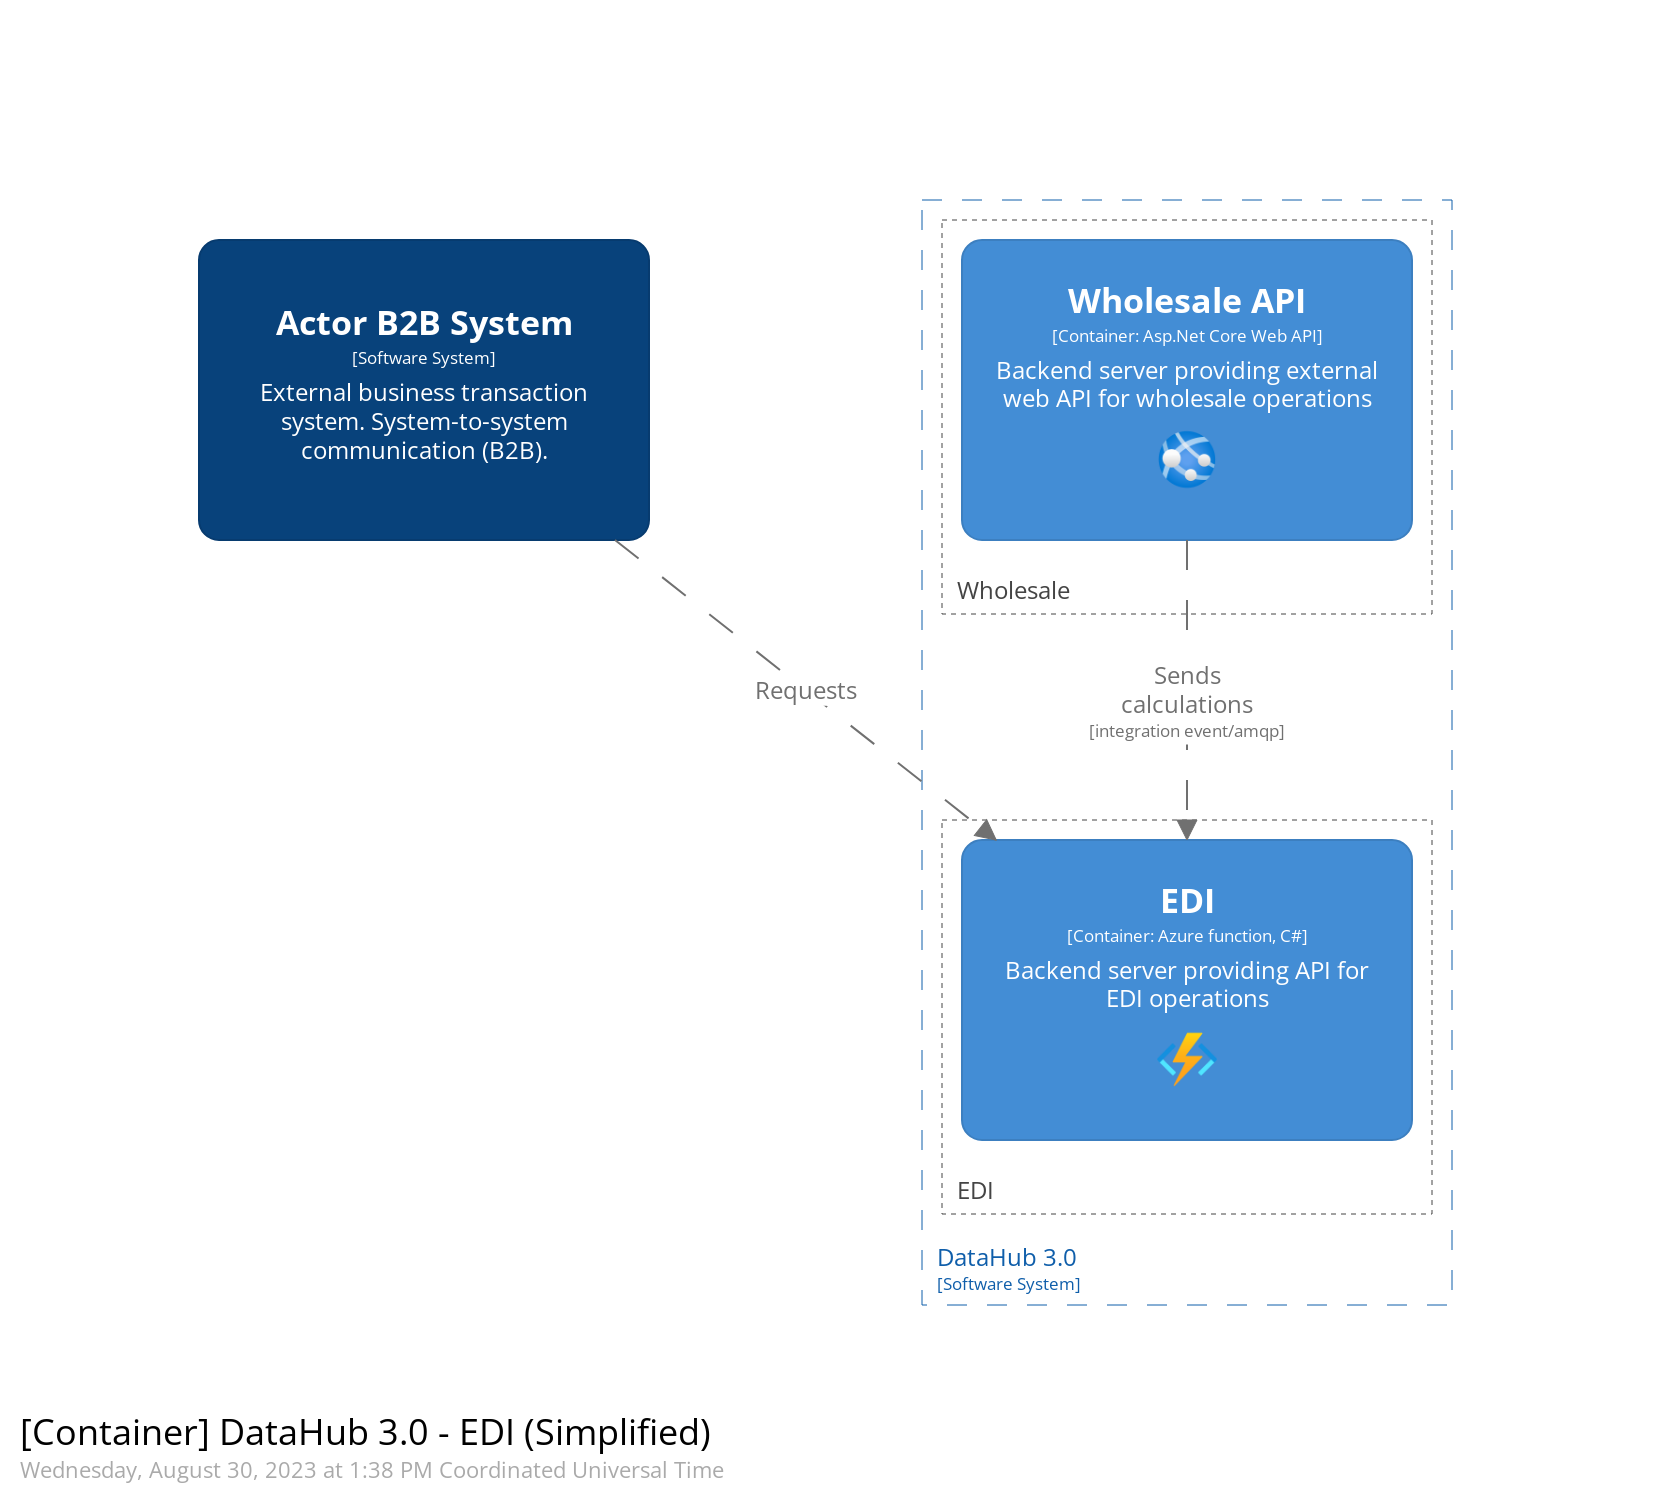 Actor B2B System
[Software System]
External business transaction
system. System-to-system
communication (B2B).
Wholesale API
[Container: Asp.Net Core Web API]
Backend server providing external
web API for wholesale operations
Wholesale
Requests
Sends
calculations
[integration event/amqp]
EDI
[Container: Azure function, C#]
Backend server providing API for
EDI operations
EDI
DataHub 3.0
[Software System]
[Container] DataHub 3.0 - EDI (Simplified)
Wednesday, August 30, 2023 at 1:38 PM Coordinated Universal Time